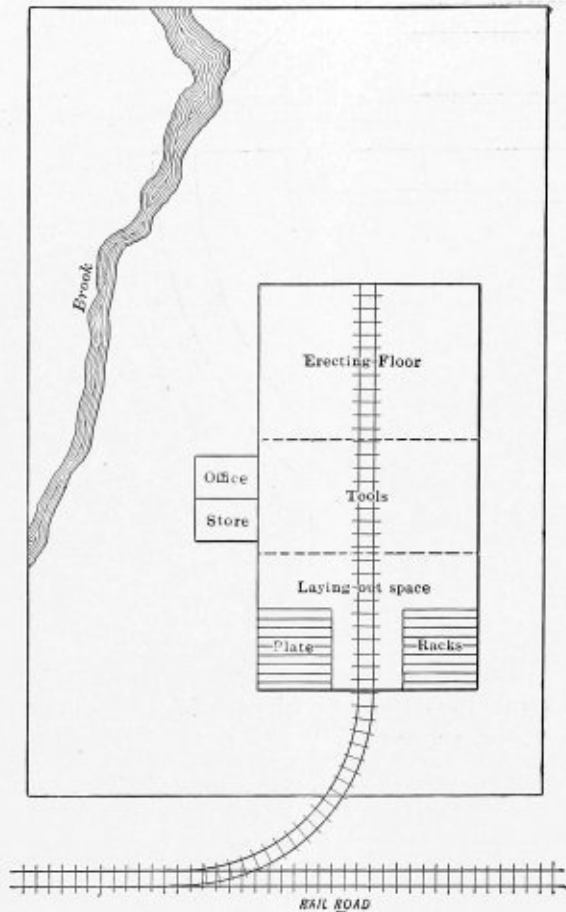 Brook
Erecting Floor
Office
Tools
Store
Laying out space
Plate
Racks
RAIL ROAD